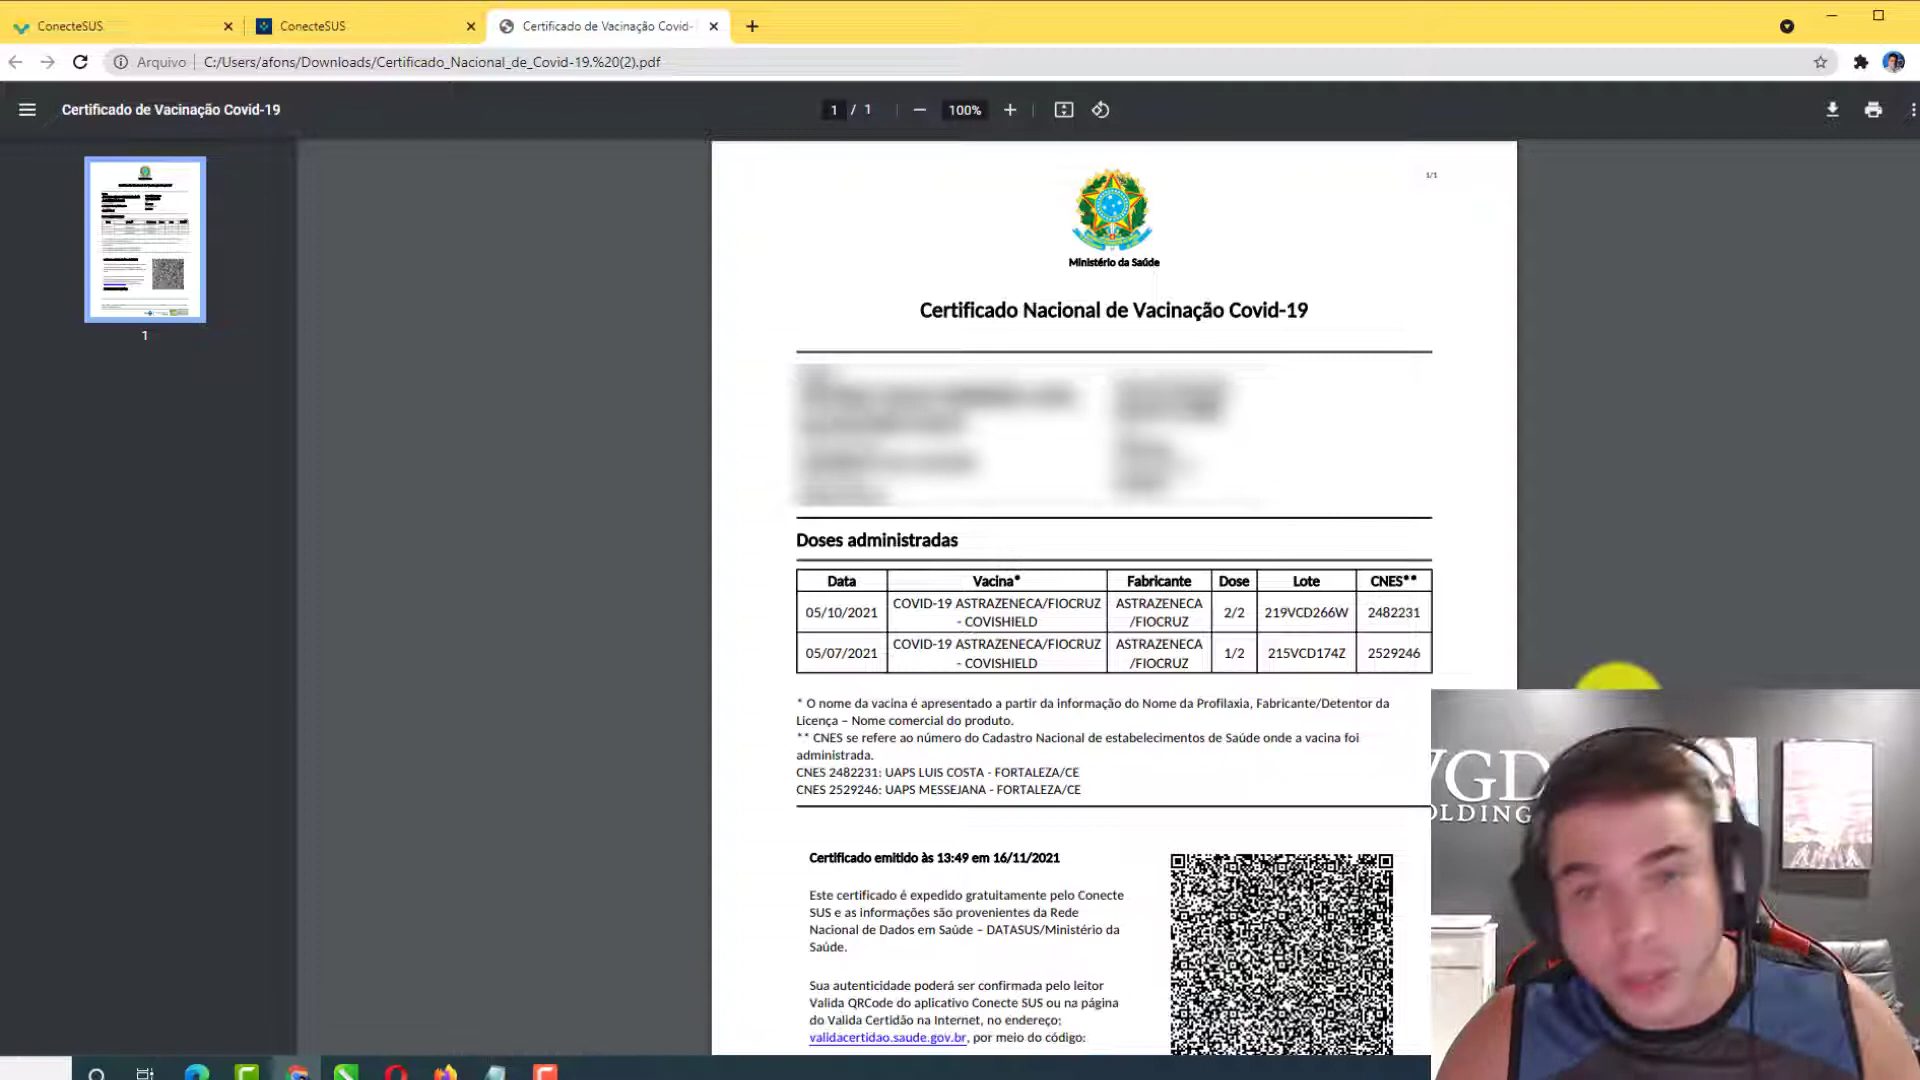 ConecteSUS
ConecteSUS
Certificado de Vacinação Covid-
Arquivo
C:/Users/afons/Downloads/Certificado_Nacional_de_Covid-19.%20(2).pdf
Certificado de Vacinação Covid-19
1 / 1
100%
1
1/1
Ministério da Saúde
Certificado Nacional de Vacinação Covid-19
Doses administradas
Data Vacina* Fabricante Dose Lote CNES**
05/10/2021 COVID-19 ASTRAZENECA/FIOCRUZ - COVISHIELD ASTRAZENECA /FIOCRUZ 2/2 219VCD266W 2482231
05/07/2021 COVID-19 ASTRAZENECA/FIOCRUZ - COVISHIELD ASTRAZENECA /FIOCRUZ 1/2 215VCD174Z 2529246
* O nome da vacina é apresentado a partir da informação do Nome da Profilaxia, Fabricante/Detentor da
Licença – Nome comercial do produto.
** CNES se refere ao número do Cadastro Nacional de estabelecimentos de Saúde onde a vacina foi
administrada.
CNES 2482231: UAPS LUIS COSTA - FORTALEZA/CE
CNES 2529246: UAPS MESSEJANA - FORTALEZA/CE
Certificado emitido às 13:49 em 16/11/2021
Este certificado é expedido gratuitamente pelo Conecte
SUS e as informações são provenientes da Rede
Nacional de Dados em Saúde – DATASUS/Ministério da
Saúde.
Sua autenticidade poderá ser confirmada pelo leitor
Valida QRCode do aplicativo Conecte SUS ou na página
do Valida Certidão na Internet, no endereço:
validacertidao.saude.gov.br, por meio do código: